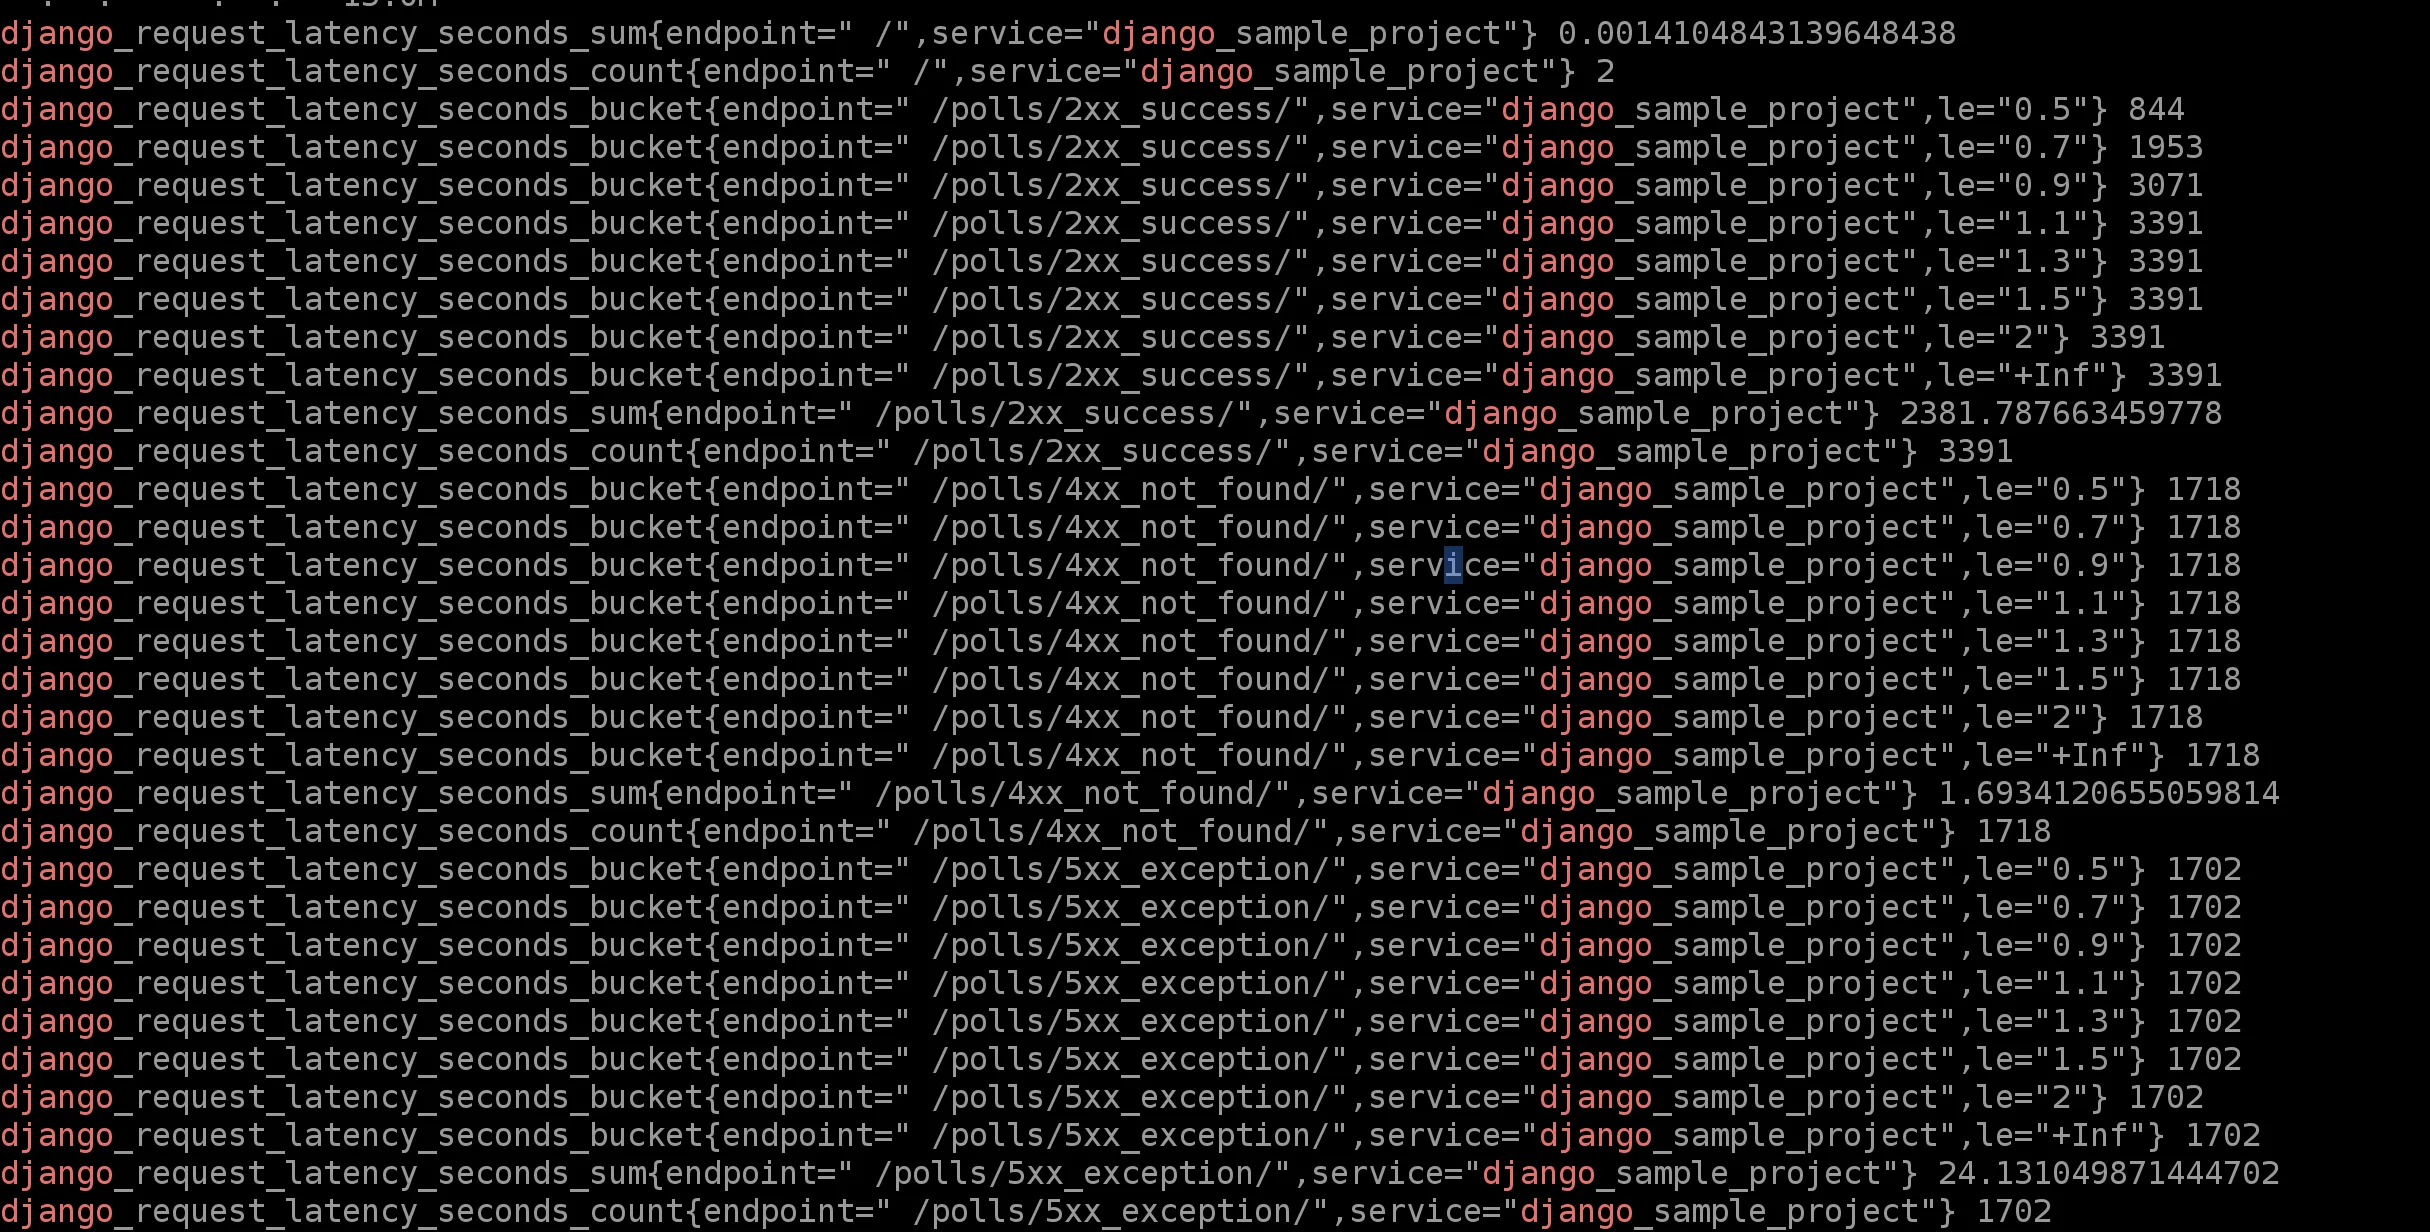 django_request_latency_seconds_sum{endpoint=" /",service="django_sample_project"} 0.0014104843139648438
django_request_latency_seconds_count{endpoint=" /",service="django_sample_project"} 2
django_request_latency_seconds_bucket{endpoint=" /polls/2xx_success/",service="django_sample_project",le="0.5"} 844
django_request_latency_seconds_bucket{endpoint=" /polls/2xx_success/",service="django_sample_project",le="0.7"} 1953
django_request_latency_seconds_bucket{endpoint=" /polls/2xx_success/",service="django_sample_project",le="0.9"} 3071
django_request_latency_seconds_bucket{endpoint=" /polls/2xx_success/",service="django_sample_project",le="1.1"} 3391
django_request_latency_seconds_bucket{endpoint=" /polls/2xx_success/",service="django_sample_project",le="1.3"} 3391
django_request_latency_seconds_bucket{endpoint=" /polls/2xx_success/",service="django_sample_project",le="1.5"} 3391
django_request_latency_seconds_bucket{endpoint=" /polls/2xx_success/",service="django_sample_project",le="2"} 3391
django_request_latency_seconds_bucket{endpoint=" /polls/2xx_success/",service="django_sample_project",le="+Inf"} 3391
django_request_latency_seconds_sum{endpoint=" /polls/2xx_success/",service="django_sample_project"} 2381.787663459778
django_request_latency_seconds_count{endpoint=" /polls/2xx_success/",service="django_sample_project"} 3391
django_request_latency_seconds_bucket{endpoint=" /polls/4xx_not_found/",service="django_sample_project",le="0.5"} 1718
django_request_latency_seconds_bucket{endpoint=" /polls/4xx_not_found/",service="django_sample_project",le="0.7"} 1718
django_request_latency_seconds_bucket{endpoint=" /polls/4xx_not_found/",service="django_sample_project",le="0.9"} 1718
django_request_latency_seconds_bucket{endpoint=" /polls/4xx_not_found/",service="django_sample_project",le="1.1"} 1718
django_request_latency_seconds_bucket{endpoint=" /polls/4xx_not_found/",service="django_sample_project",le="1.3"} 1718
django_request_latency_seconds_bucket{endpoint=" /polls/4xx_not_found/",service="django_sample_project",le="1.5"} 1718
django_request_latency_seconds_bucket{endpoint=" /polls/4xx_not_found/",service="django_sample_project",le="2"} 1718
django_request_latency_seconds_bucket{endpoint=" /polls/4xx_not_found/",service="django_sample_project",le="+Inf"} 1718
django_request_latency_seconds_sum{endpoint=" /polls/4xx_not_found/",service="django_sample_project"} 1.6934120655059814
django_request_latency_seconds_count{endpoint=" /polls/4xx_not_found/",service="django_sample_project"} 1718
django_request_latency_seconds_bucket{endpoint=" /polls/5xx_exception/",service="django_sample_project",le="0.5"} 1702
django_request_latency_seconds_bucket{endpoint=" /polls/5xx_exception/",service="django_sample_project",le="0.7"} 1702
django_request_latency_seconds_bucket{endpoint=" /polls/5xx_exception/",service="django_sample_project",le="0.9"} 1702
django_request_latency_seconds_bucket{endpoint=" /polls/5xx_exception/",service="django_sample_project",le="1.1"} 1702
django_request_latency_seconds_bucket{endpoint=" /polls/5xx_exception/",service="django_sample_project",le="1.3"} 1702
django_request_latency_seconds_bucket{endpoint=" /polls/5xx_exception/",service="django_sample_project",le="1.5"} 1702
django_request_latency_seconds_bucket{endpoint=" /polls/5xx_exception/",service="django_sample_project",le="2"} 1702
django_request_latency_seconds_bucket{endpoint=" /polls/5xx_exception/",service="django_sample_project",le="+Inf"} 1702
django_request_latency_seconds_sum{endpoint=" /polls/5xx_exception/",service="django_sample_project"} 24.131049871444702
django_request_latency_seconds_count{endpoint=" /polls/5xx_exception/",service="django_sample_project"} 1702